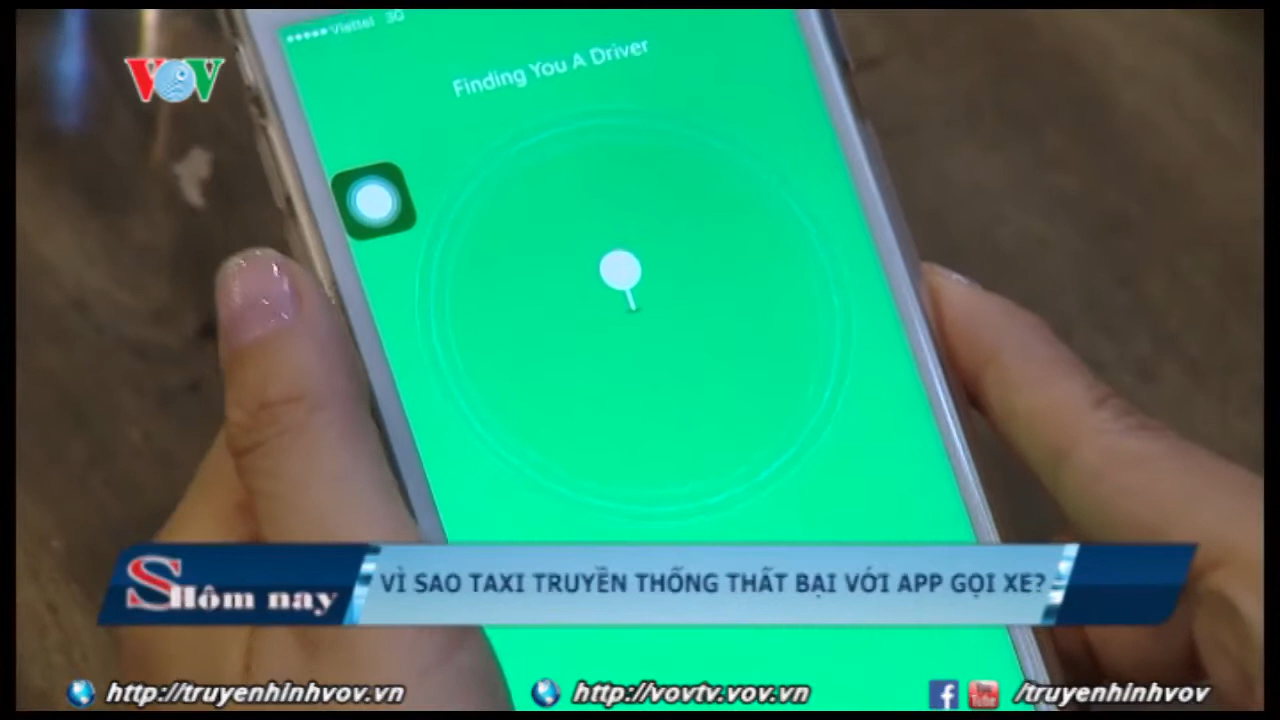 Viettel 3G
Finding You A Driver
VOV
S Hôm nay
VÌ SAO TAXI TRUYỀN THỐNG THẤT BẠI VỚI APP GỌI XE?
http://truyenhinhvov.vn
http://vovtv.vov.vn
/truyenhinhvov